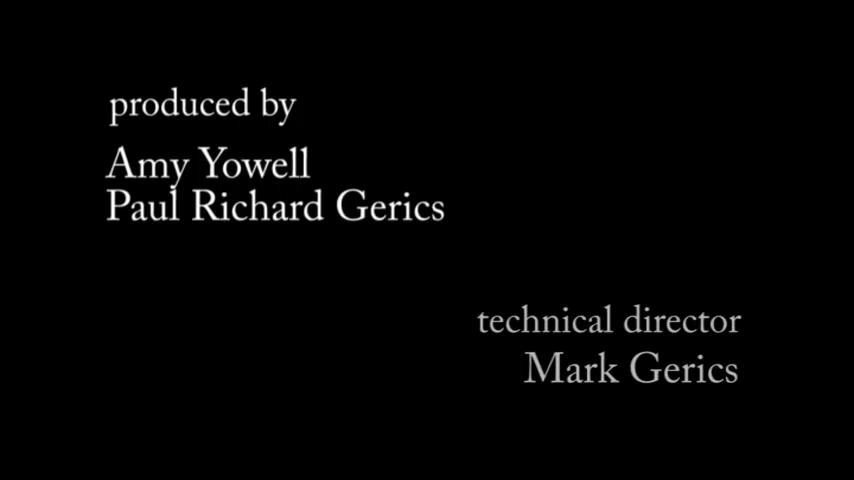 produced by
Amy Yowell
Paul Richard Gerics
technical director
Mark Gerics